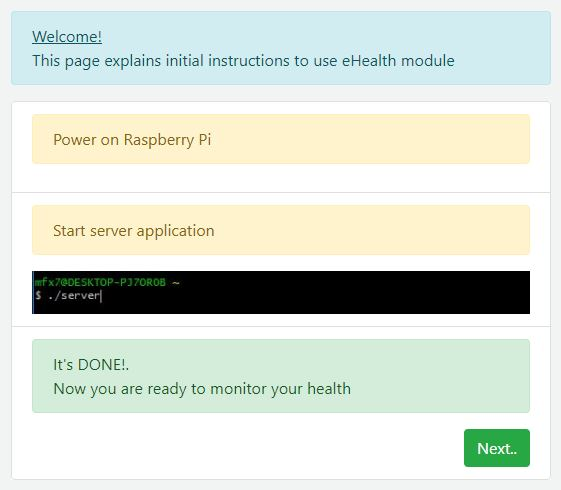 Welcome!
This page explains initial instructions to use eHealth module
Power on Raspberry Pi
Start server application
mfx7@DESKTOP-PJ7OROB ~
$ ./server
It's DONE!.
Now you are ready to monitor your health
Next..